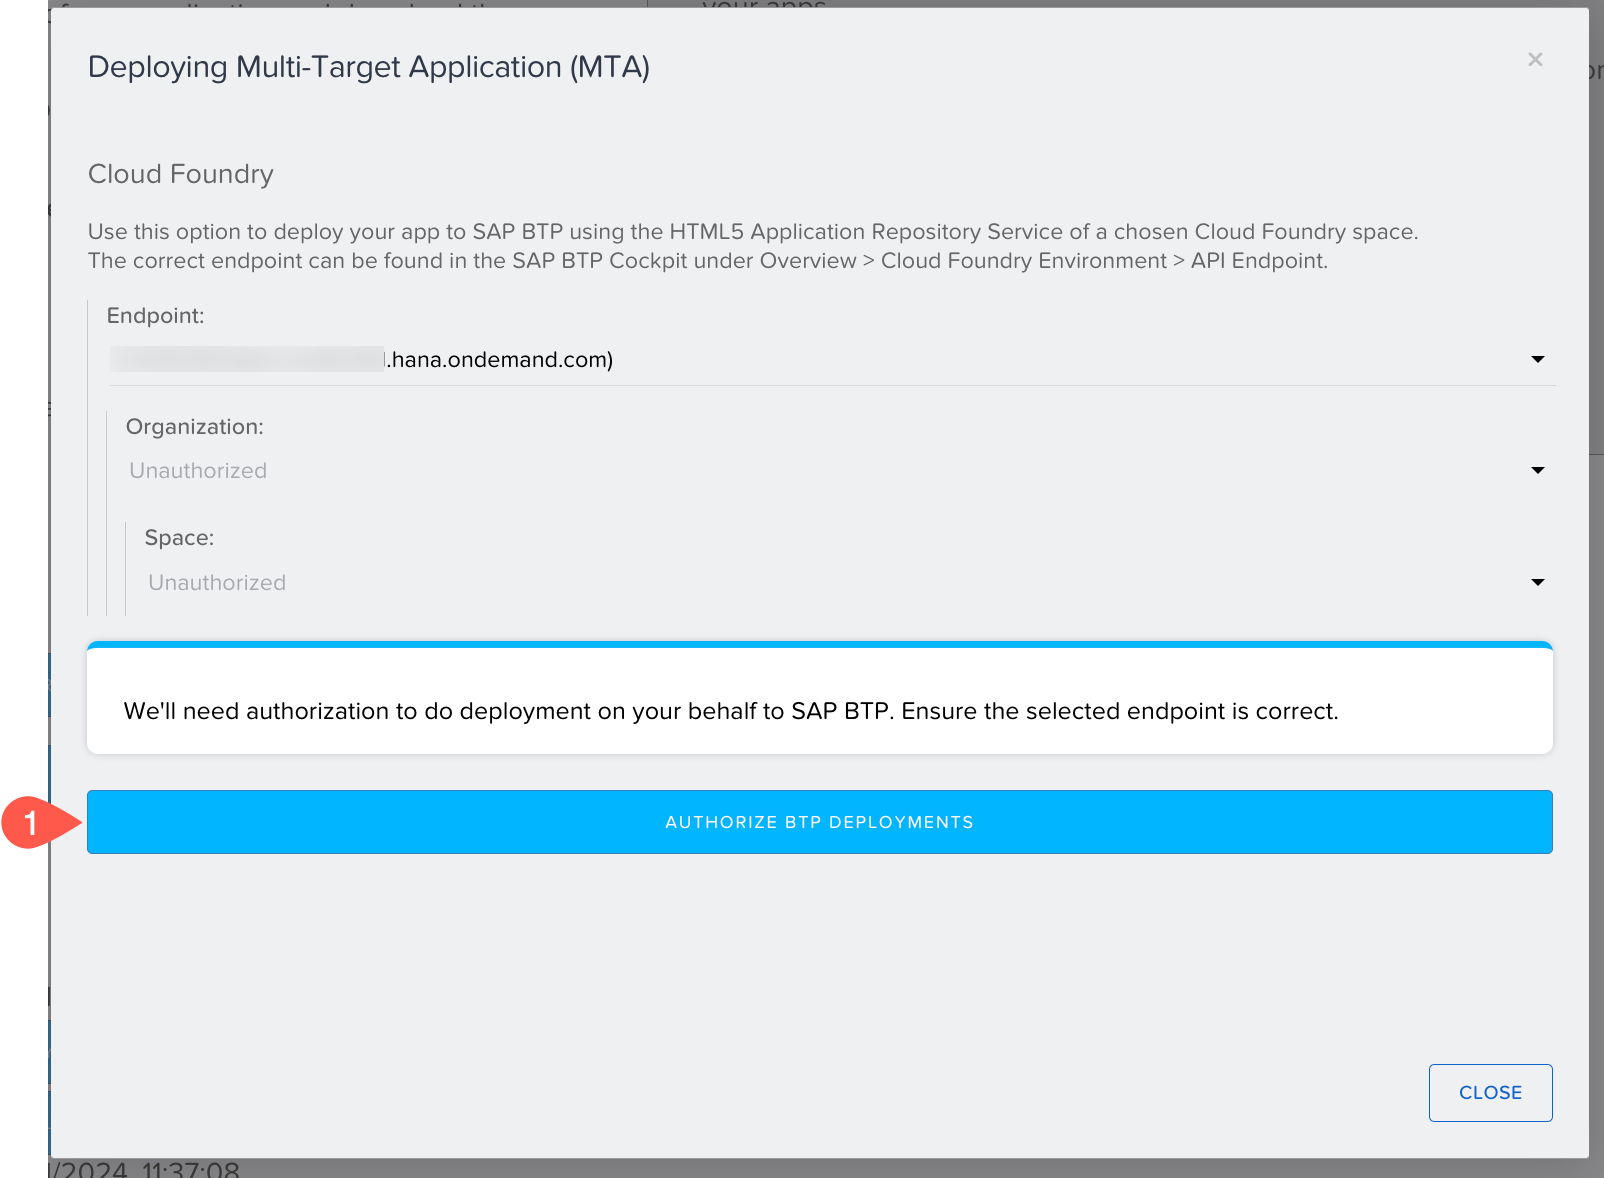 your apps
Deploying Multi-Target Application (MTA)
×
Cloud Foundry
Use this option to deploy your app to SAP BTP using the HTML5 Application Repository Service of a chosen Cloud Foundry space.
The correct endpoint can be found in the SAP BTP Cockpit under Overview > Cloud Foundry Environment > API Endpoint.
Endpoint:
.hana.ondemand.com)
Organization:
Unauthorized
Space:
Unauthorized
We'll need authorization to do deployment on your behalf to SAP BTP. Ensure the selected endpoint is correct.
1
AUTHORIZE BTP DEPLOYMENTS
CLOSE
/2024, 11:37:08